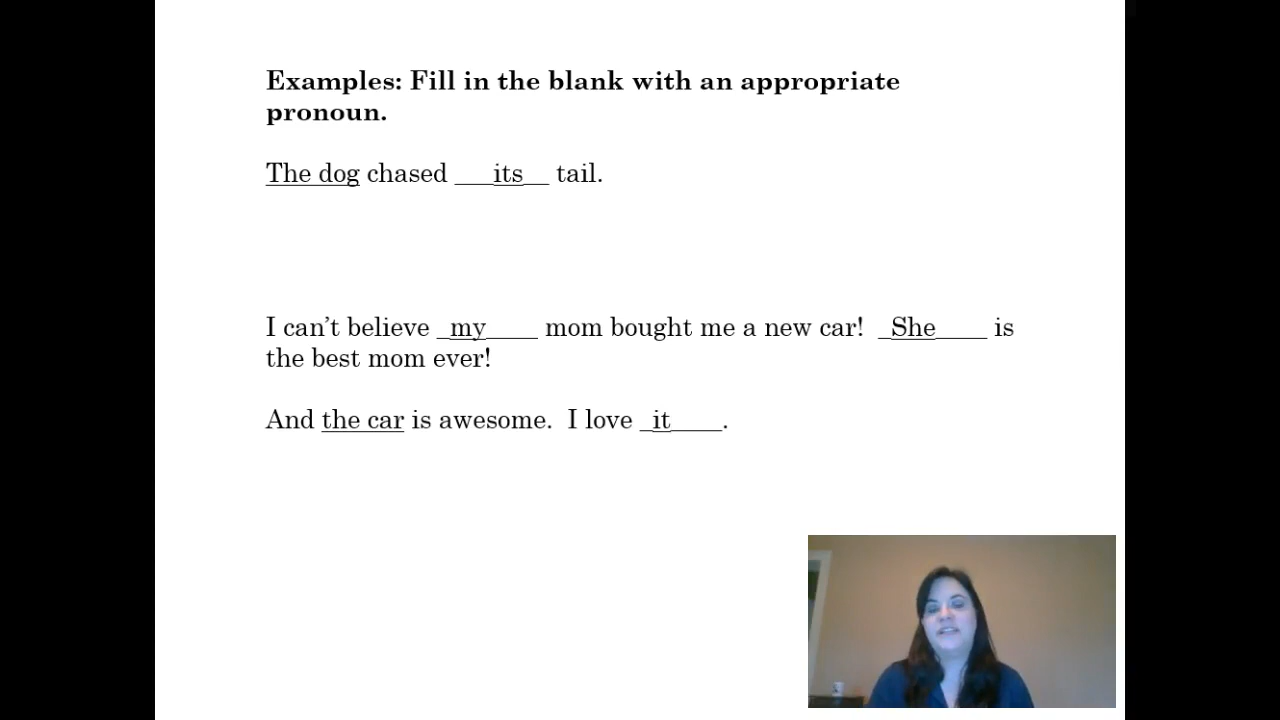 Examples: Fill in the blank with an appropriate
pronoun.
The dog chased ___its__ tail.
I can’t believe _my____ mom bought me a new car!  _She____ is
the best mom ever!
And the car is awesome.  I love _it____.